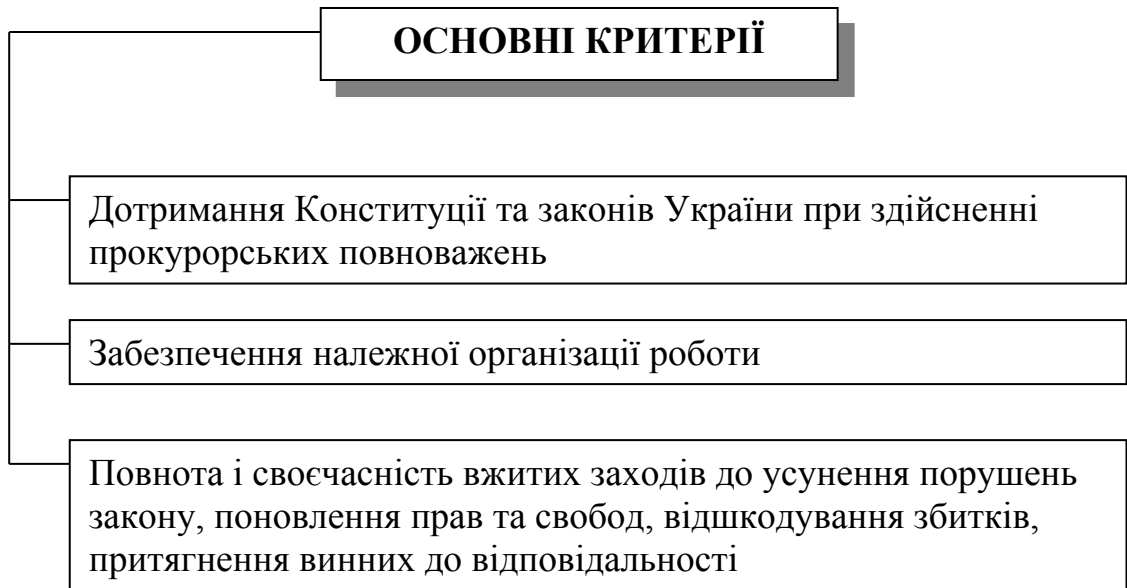 ОСНОВНІ КРИТЕРІЇ
Дотримання Конституції та законів України при здійсненні
прокурорських повноважень
Забезпечення належної організації роботи
Повнота і своєчасність вжитих заходів до усунення порушень
закону, поновлення прав та свобод, відшкодування збитків,
притягнення винних до відповідальності